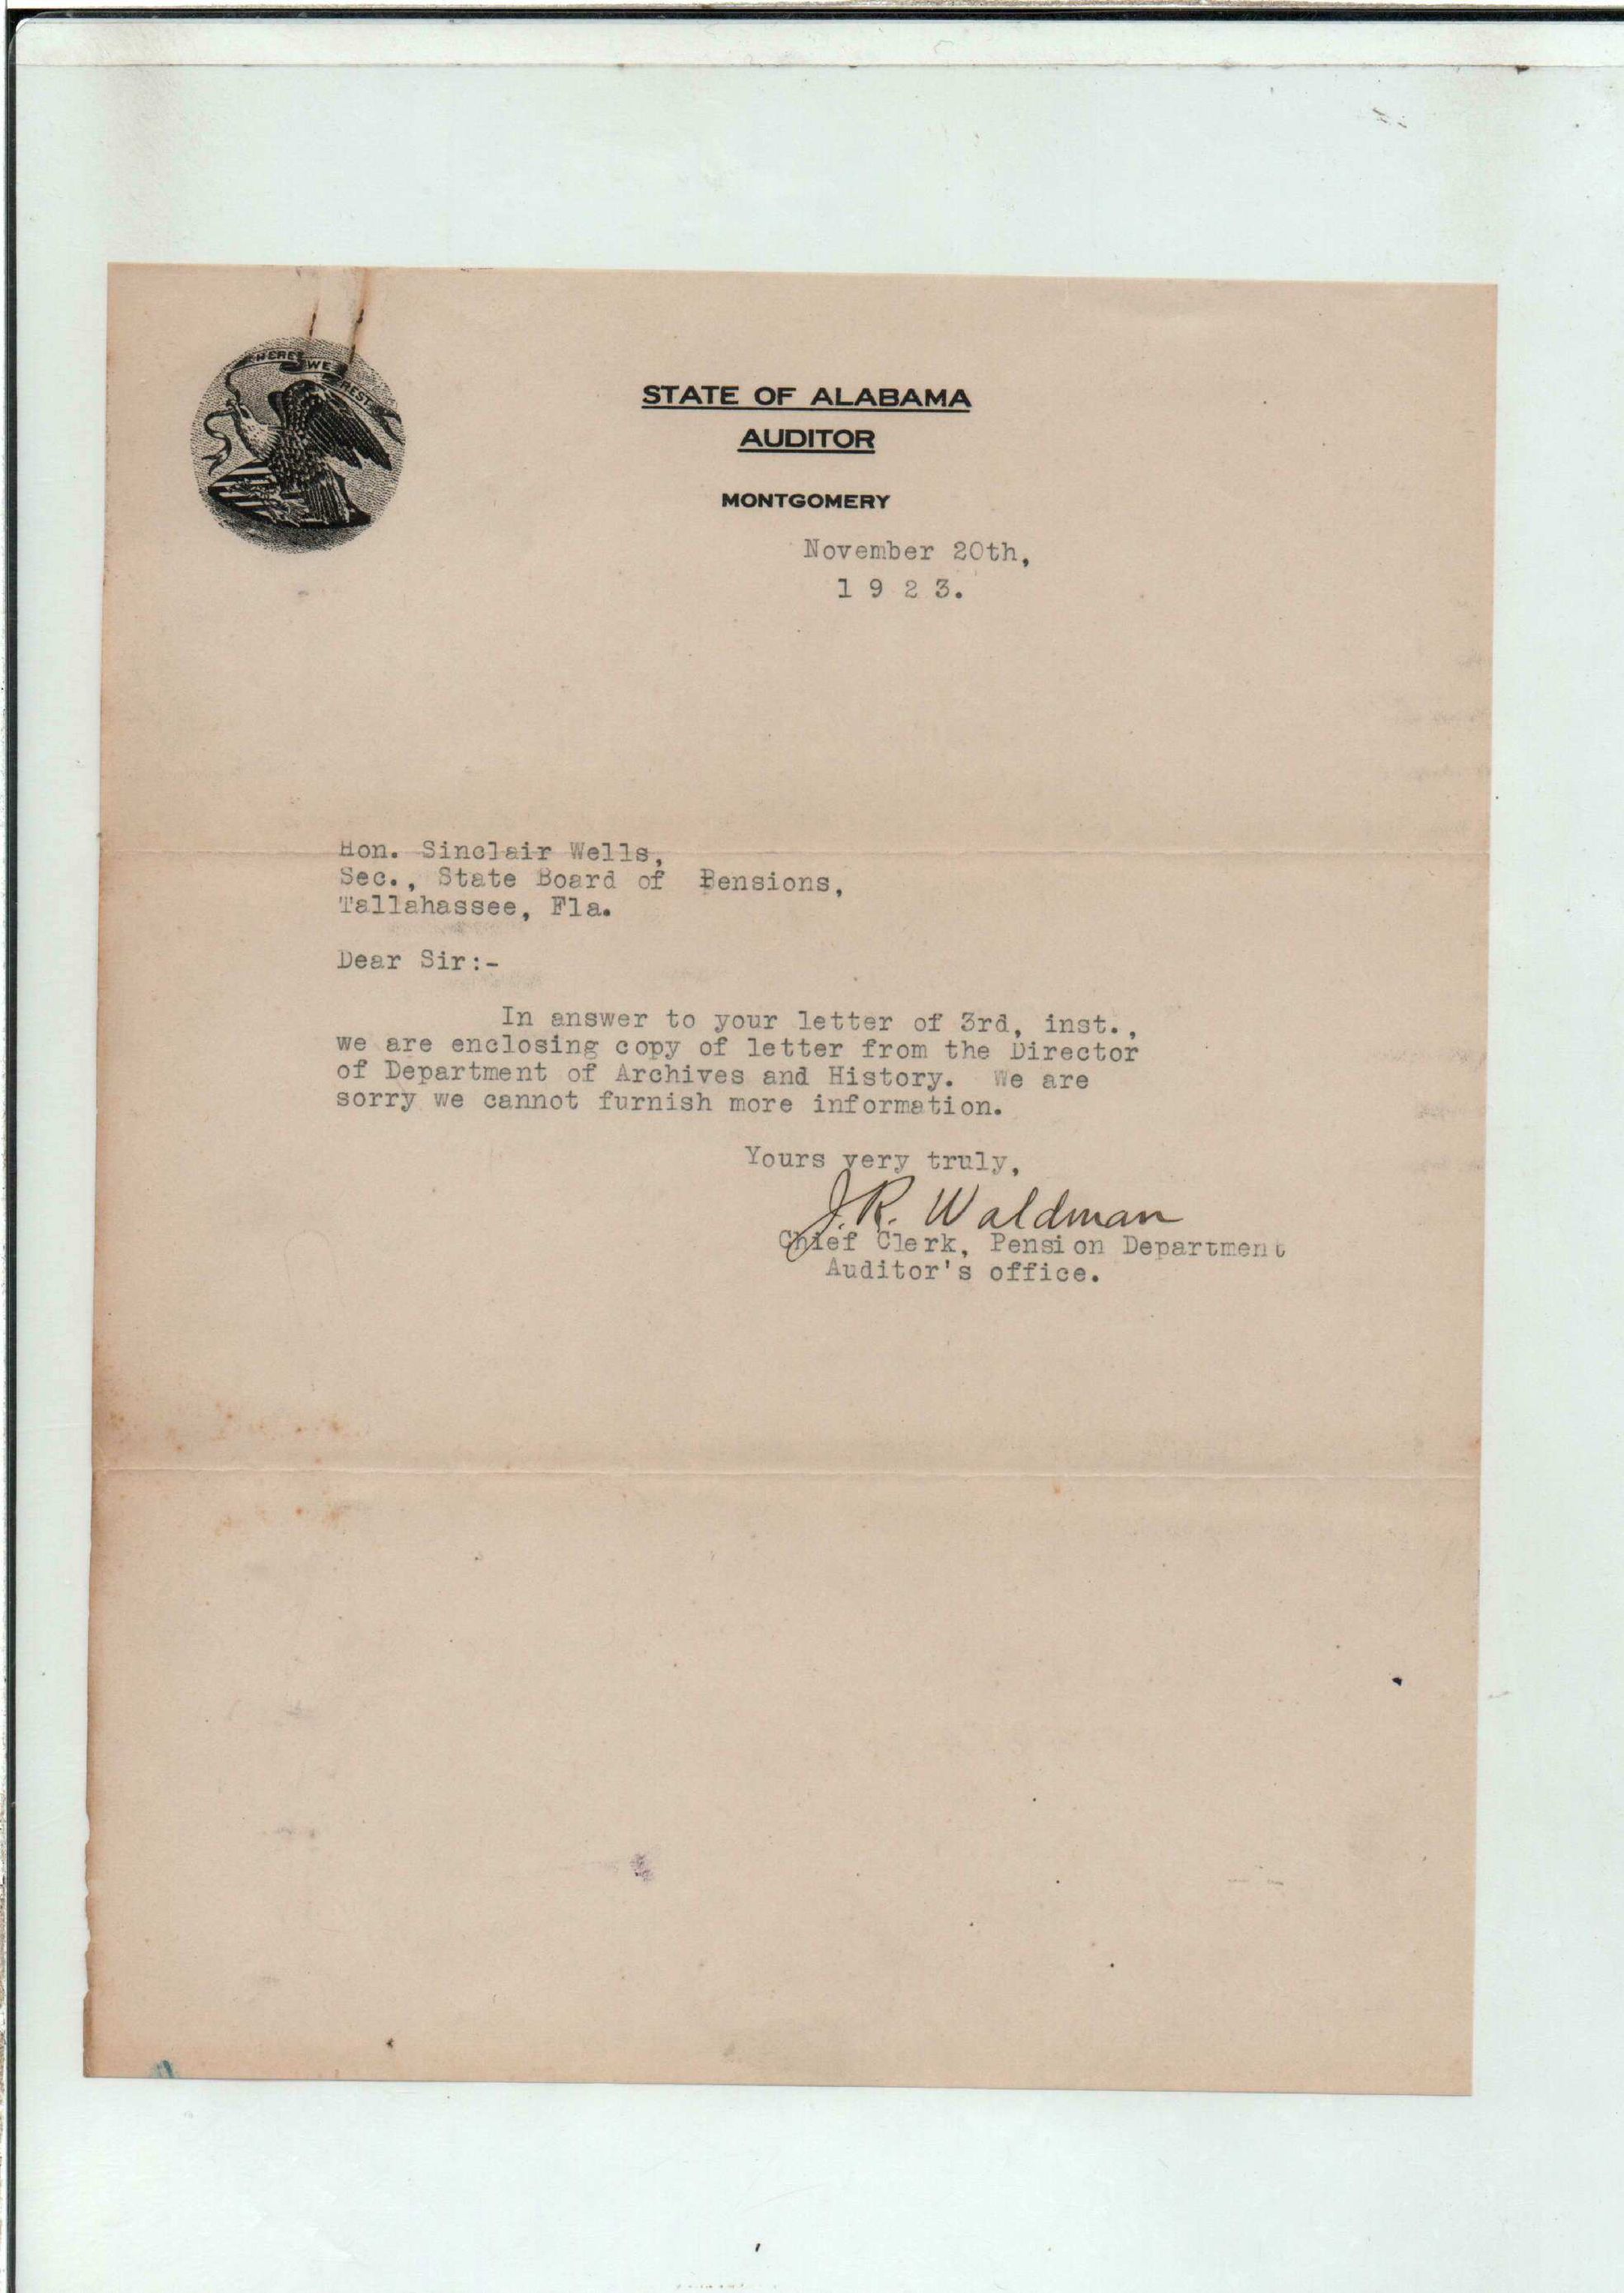 HERE WE REST
STATE OF ALABAMA
AUDITOR
MONTGOMERY
November 20th,
1 9 2 3.
Hon. Sinclair Wells,
Sec., State Board of Pensions,
Tallahassee, Fla.
Dear Sir:-
In answer to your letter of 3rd, inst.,
we are enclosing copy of letter from the Director
of Department of Archives and History. We are
sorry we cannot furnish more information.
Yours very truly,
J.R. Waldman
Chief Clerk, Pension Department
Auditor's office.